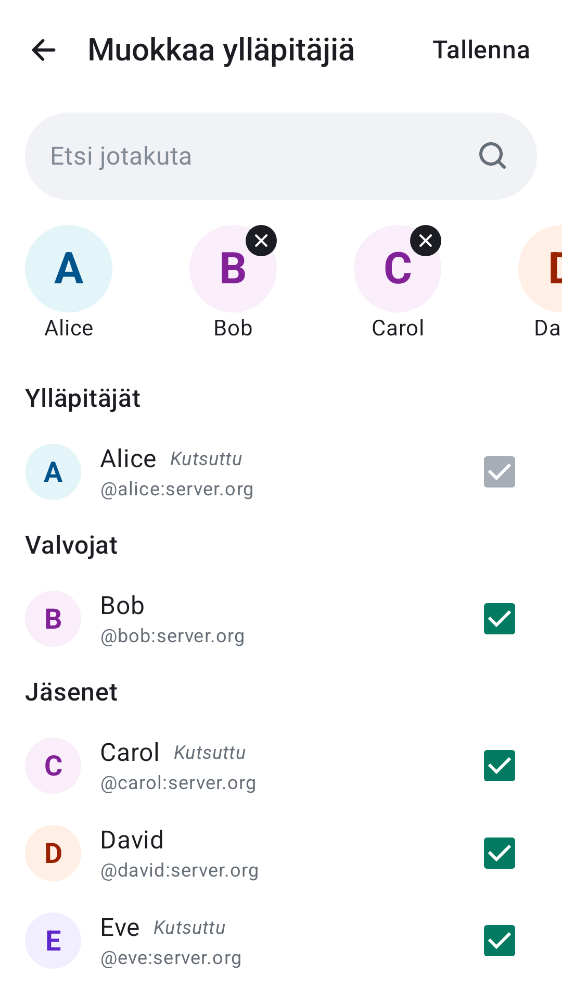 Muokkaa ylläpitäjiä Tallenna
Etsi jotakuta
A B C D
Alice Bob Carol Da
Ylläpitäjät
A Alice Kutsuttu
@alice:server.org
Valvojat
B Bob
@bob:server.org
Jäsenet
C Carol Kutsuttu
@carol:server.org
D David
@david:server.org
E Eve Kutsuttu
@eve:server.org